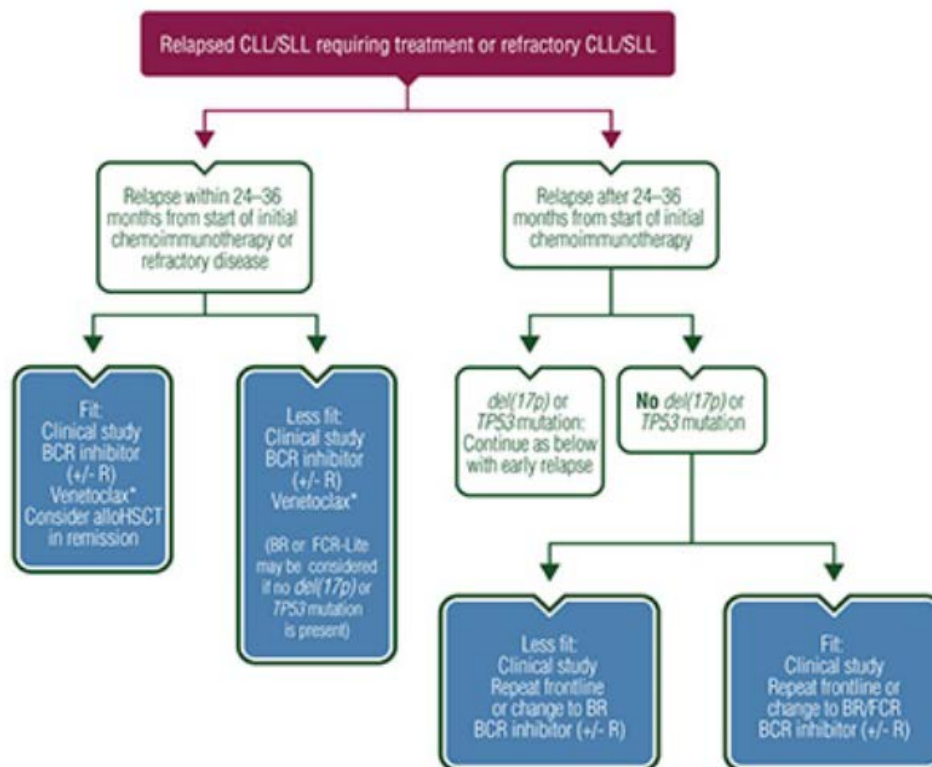 Relapsed CLL/SLL requiring treatment or refractory CLL/SLL
Relapse within 24–36
months from start of initial
chemoimmunotherapy or
refractory disease
Relapse after 24–36
months from start of initial
chemoimmunotherapy
Fit:
Clinical study
BCR inhibitor
(+/- R)
Venetoclax*
Consider alloHSCT
in remission
Less fit:
Clinical study
BCR inhibitor
(+/- R)
Venetoclax*
(BR or FCR-Lite
may be considered
if no del(17p) or
TP53 mutation
is present)
del(17p) or
TP53 mutation:
Continue as below
with early relapse
No del(17p) or
TP53 mutation
Less fit:
Clinical study
Repeat frontline
or change to BR
BCR inhibitor (+/- R)
Fit:
Clinical study
Repeat frontline or
change to BR/FCR
BCR inhibitor (+/- R)